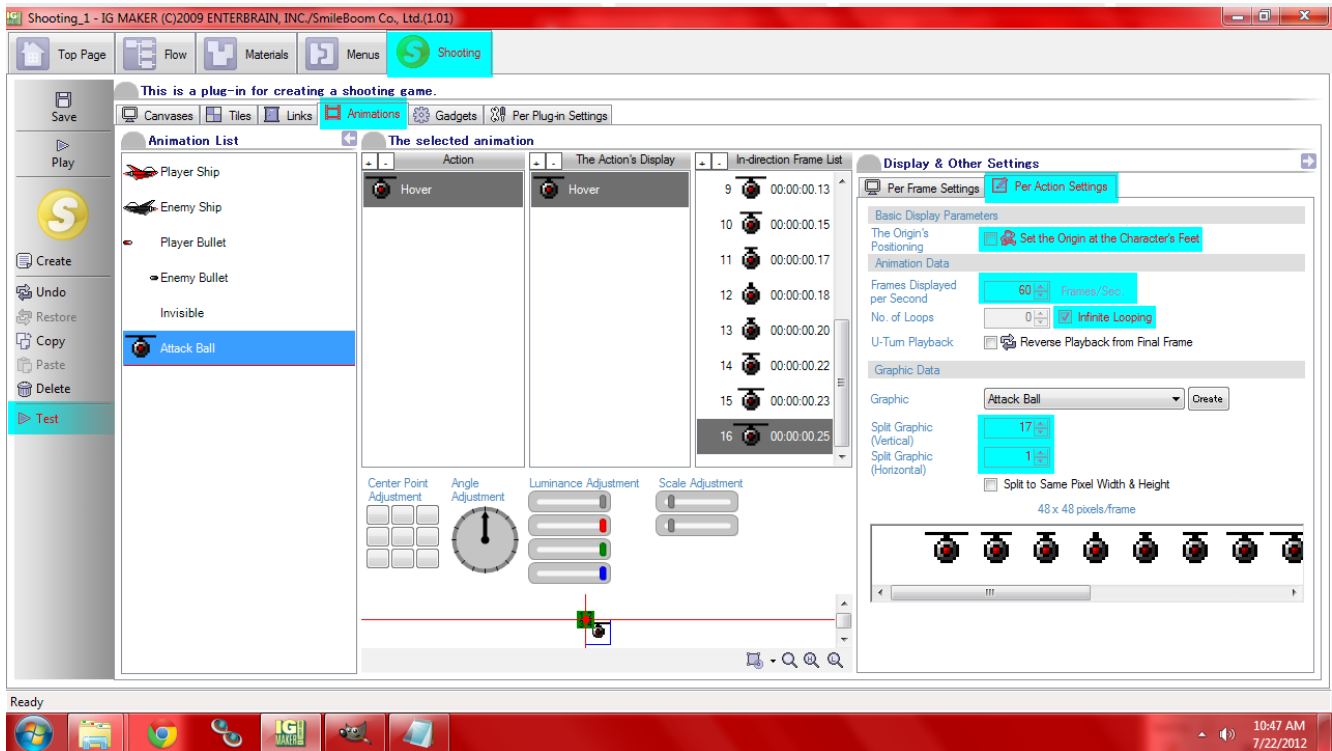 Shooting_1 - IG MAKER (C)2009 ENTERBRAIN, INC./SmileBoom Co., Ltd.(1.01)
Top Page Flow Materials Menus Shooting
This is a plug-in for creating a shooting game.
Canvases Tiles Links Animations Gadgets Per Plug-in Settings
Save
Play
Create
Undo
Restore
Copy
Paste
Delete
Test
Animation List
Player Ship
Enemy Ship
Player Bullet
Enemy Bullet
Invisible
Attack Ball
The selected animation
+ - Action
Hover
+ - The Action's Display
Hover
+ - In-direction Frame List
9 00:00:00.13
10 00:00:00.15
11 00:00:00.17
12 00:00:00.18
13 00:00:00.20
14 00:00:00.22
15 00:00:00.23
16 00:00:00.25
Center Point
Adjustment
Angle
Adjustment
Luminance Adjustment
Scale Adjustment
Display & Other Settings
Per Frame Settings Per Action Settings
Basic Display Parameters
The Origin's
Positioning
Set the Origin at the Character's Feet
Animation Data
Frames Displayed
per Second
60 Frames/Sec.
No. of Loops 0 Infinite Looping
U-Turn Playback Reverse Playback from Final Frame
Graphic Data
Graphic Attack Ball Create
Split Graphic
(Vertical)
17
Split Graphic
(Horizontal)
1
Split to Same Pixel Width & Height
48 x 48 pixels/frame
Ready
IG
MAKER
10:47 AM
7/22/2012